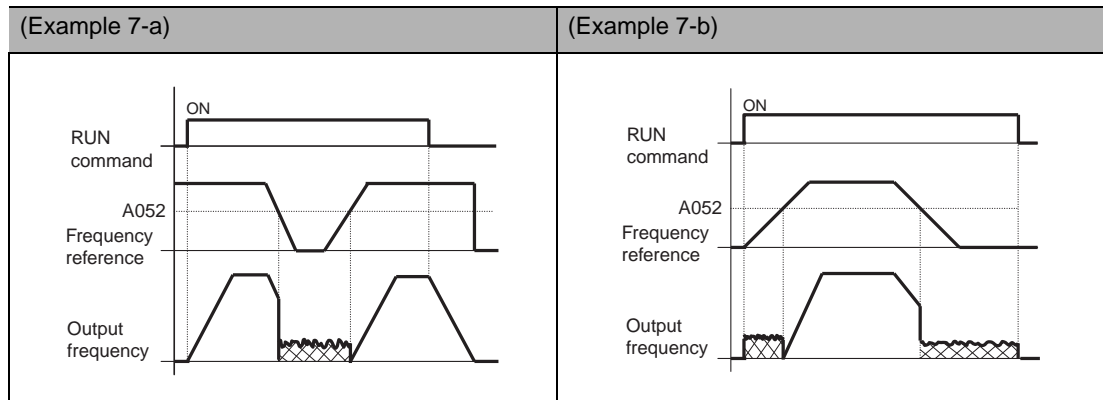 (Example 7-a)
ON
RUN
command
A052
Frequency
reference
Output
frequency
(Example 7-b)
ON
RUN
command
A052
Frequency
reference
Output
frequency